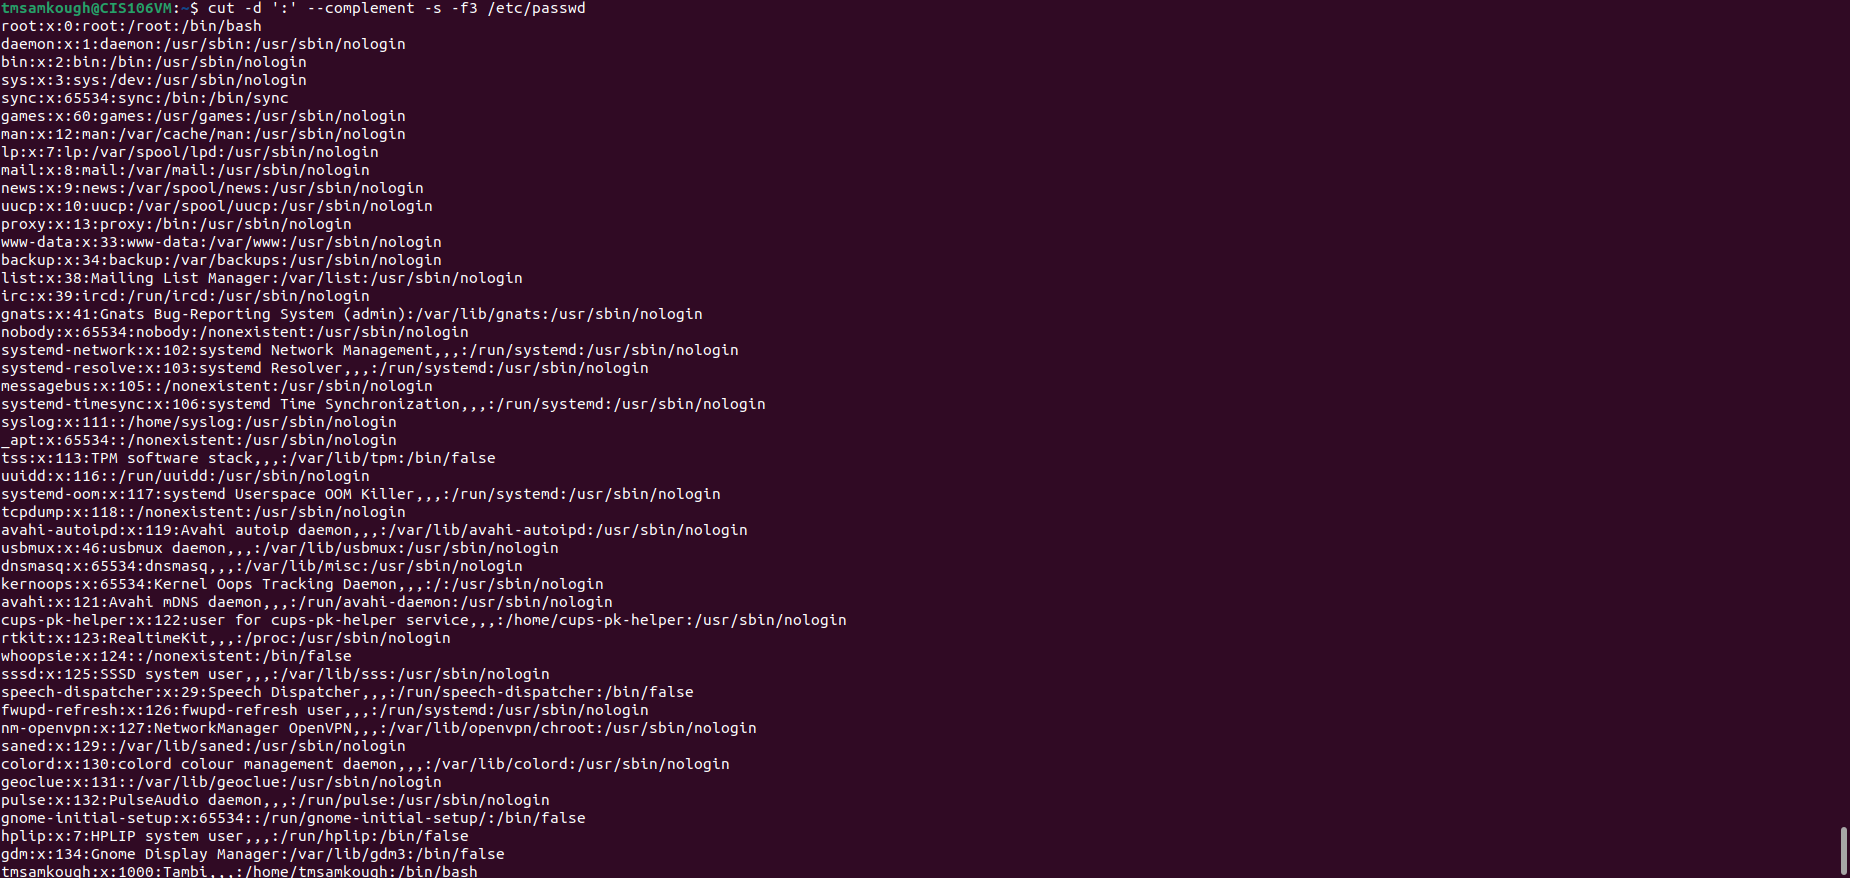 tmsamkough@CIS106VM:~$ cut -d ':' --complement -s -f3 /etc/passwd
root:x:0:root:/root:/bin/bash
daemon:x:1:daemon:/usr/sbin:/usr/sbin/nologin
bin:x:2:bin:/bin:/usr/sbin/nologin
sys:x:3:sys:/dev:/usr/sbin/nologin
sync:x:65534:sync:/bin:/bin/sync
games:x:60:games:/usr/games:/usr/sbin/nologin
man:x:12:man:/var/cache/man:/usr/sbin/nologin
lp:x:7:lp:/var/spool/lpd:/usr/sbin/nologin
mail:x:8:mail:/var/mail:/usr/sbin/nologin
news:x:9:news:/var/spool/news:/usr/sbin/nologin
uucp:x:10:uucp:/var/spool/uucp:/usr/sbin/nologin
proxy:x:13:proxy:/bin:/usr/sbin/nologin
www-data:x:33:www-data:/var/www:/usr/sbin/nologin
backup:x:34:backup:/var/backups:/usr/sbin/nologin
list:x:38:Mailing List Manager:/var/list:/usr/sbin/nologin
irc:x:39:ircd:/run/ircd:/usr/sbin/nologin
gnats:x:41:Gnats Bug-Reporting System (admin):/var/lib/gnats:/usr/sbin/nologin
nobody:x:65534:nobody:/nonexistent:/usr/sbin/nologin
systemd-network:x:102:systemd Network Management,,,:/run/systemd:/usr/sbin/nologin
systemd-resolve:x:103:systemd Resolver,,,:/run/systemd:/usr/sbin/nologin
messagebus:x:105::/nonexistent:/usr/sbin/nologin
systemd-timesync:x:106:systemd Time Synchronization,,,:/run/systemd:/usr/sbin/nologin
syslog:x:111::/home/syslog:/usr/sbin/nologin
_apt:x:65534::/nonexistent:/usr/sbin/nologin
tss:x:113:TPM software stack,,,:/var/lib/tpm:/bin/false
uuidd:x:116::/run/uuidd:/usr/sbin/nologin
systemd-oom:x:117:systemd Userspace OOM Killer,,,:/run/systemd:/usr/sbin/nologin
tcpdump:x:118::/nonexistent:/usr/sbin/nologin
avahi-autoipd:x:119:Avahi autoip daemon,,,:/var/lib/avahi-autoipd:/usr/sbin/nologin
usbmux:x:46:usbmux daemon,,,:/var/lib/usbmux:/usr/sbin/nologin
dnsmasq:x:65534:dnsmasq,,,:/var/lib/misc:/usr/sbin/nologin
kernoops:x:65534:Kernel Oops Tracking Daemon,,,:/:/usr/sbin/nologin
avahi:x:121:Avahi mDNS daemon,,,:/run/avahi-daemon:/usr/sbin/nologin
cups-pk-helper:x:122:user for cups-pk-helper service,,,:/home/cups-pk-helper:/usr/sbin/nologin
rtkit:x:123:RealtimeKit,,,:/proc:/usr/sbin/nologin
whoopsie:x:124::/nonexistent:/bin/false
sssd:x:125:SSSD system user,,,:/var/lib/sss:/usr/sbin/nologin
speech-dispatcher:x:29:Speech Dispatcher,,,:/run/speech-dispatcher:/bin/false
fwupd-refresh:x:126:fwupd-refresh user,,,:/run/systemd:/usr/sbin/nologin
nm-openvpn:x:127:NetworkManager OpenVPN,,,:/var/lib/openvpn/chroot:/usr/sbin/nologin
saned:x:129::/var/lib/saned:/usr/sbin/nologin
colord:x:130:colord colour management daemon,,,:/var/lib/colord:/usr/sbin/nologin
geoclue:x:131::/var/lib/geoclue:/usr/sbin/nologin
pulse:x:132:PulseAudio daemon,,,:/run/pulse:/usr/sbin/nologin
gnome-initial-setup:x:65534::/run/gnome-initial-setup/:/bin/false
hplip:x:7:HPLIP system user,,,:/run/hplip:/bin/false
gdm:x:134:Gnome Display Manager:/var/lib/gdm3:/bin/false
tmsamkough:x:1000:Tambi,,,:/home/tmsamkough:/bin/bash